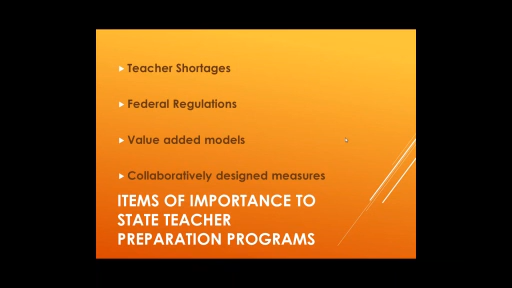 Teacher Shortages
Federal Regulations
Value added models
Collaboratively designed measures
ITEMS OF IMPORTANCE TO
STATE TEACHER
PREPARATION PROGRAMS